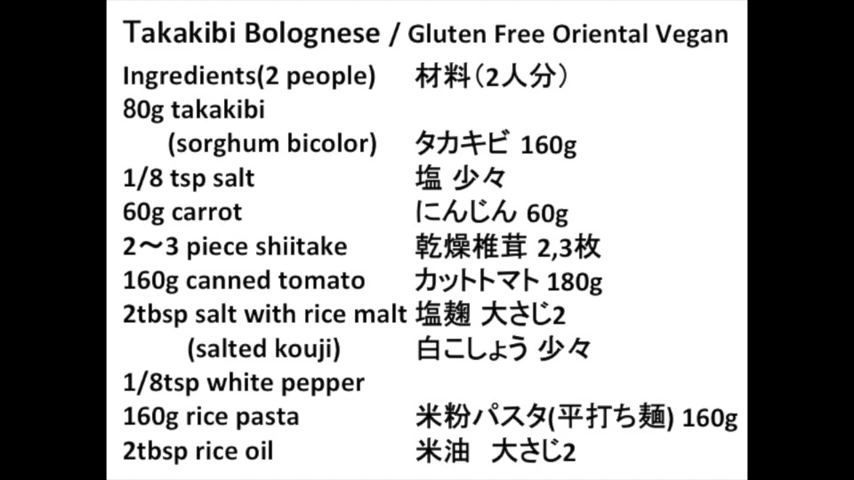 Takakibi Bolognese / Gluten Free Oriental Vegan
Ingredients(2 people) 材料（2人分）
80g takakibi
(sorghum bicolor) タカキビ 160g
1/8 tsp salt 塩 少々
60g carrot にんじん 60g
2〜3 piece shiitake 乾燥椎茸 2,3枚
160g canned tomato カットトマト 180g
2tbsp salt with rice malt 塩麹 大さじ2
(salted kouji) 白こしょう 少々
1/8tsp white pepper
160g rice pasta 米粉パスタ(平打ち麺) 160g
2tbsp rice oil 米油 大さじ2